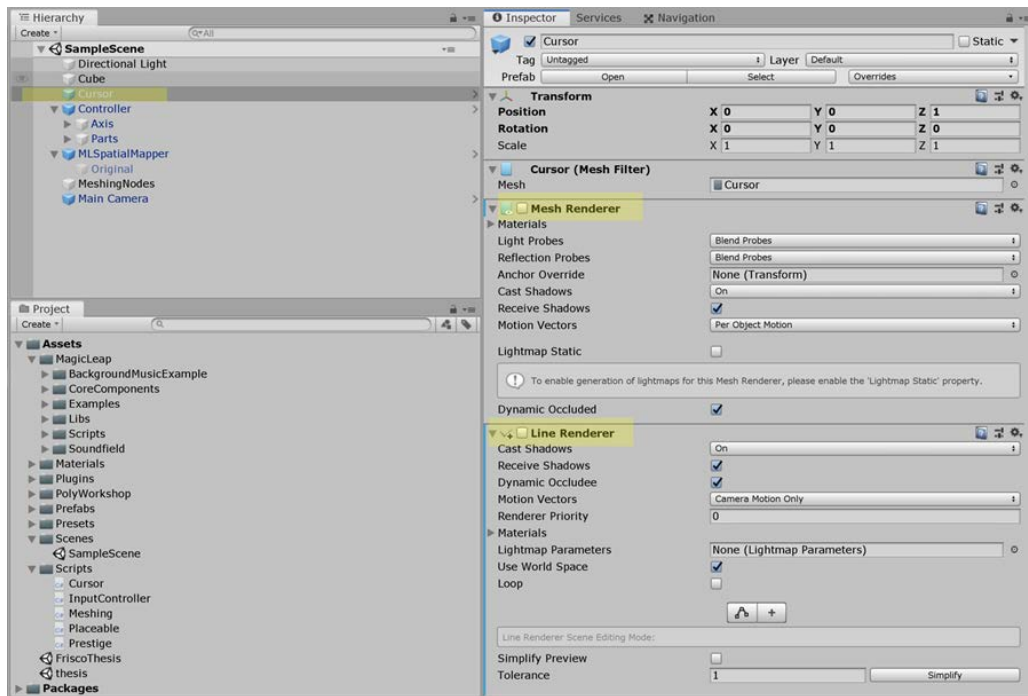 Hierarchy
Create
All
SampleScene
Directional Light
Cube
Cursor
Controller
Axis
Parts
MLSpatialMapper
Original
MeshingNodes
Main Camera
Project
Create
Assets
MagicLeap
BackgroundMusicExample
CoreComponents
Examples
Libs
Scripts
Soundfield
Materials
Plugins
PolyWorkshop
Prefabs
Presets
Scenes
SampleScene
Scripts
Cursor
InputController
Meshing
Placeable
Prestige
FriscoThesis
thesis
Packages
Inspector Services Navigation
Cursor Static
Tag Untagged Layer Default
Prefab Open Select Overrides
Transform
Position X 0 Y 0 Z 1
Rotation X 0 Y 0 Z 0
Scale X 1 Y 1 Z 1
Cursor (Mesh Filter)
Mesh Cursor
Mesh Renderer
Materials
Light Probes Blend Probes
Reflection Probes Blend Probes
Anchor Override None (Transform)
Cast Shadows On
Receive Shadows
Motion Vectors Per Object Motion
Lightmap Static
To enable generation of lightmaps for this Mesh Renderer, please enable the 'Lightmap Static' property.
Dynamic Occluded
Line Renderer
Cast Shadows On
Receive Shadows
Dynamic Occludee
Motion Vectors Camera Motion Only
Renderer Priority 0
Materials
Lightmap Parameters None (Lightmap Parameters)
Use World Space
Loop
Line Renderer Scene Editing Mode:
Simplify Preview
Tolerance 1 Simplify